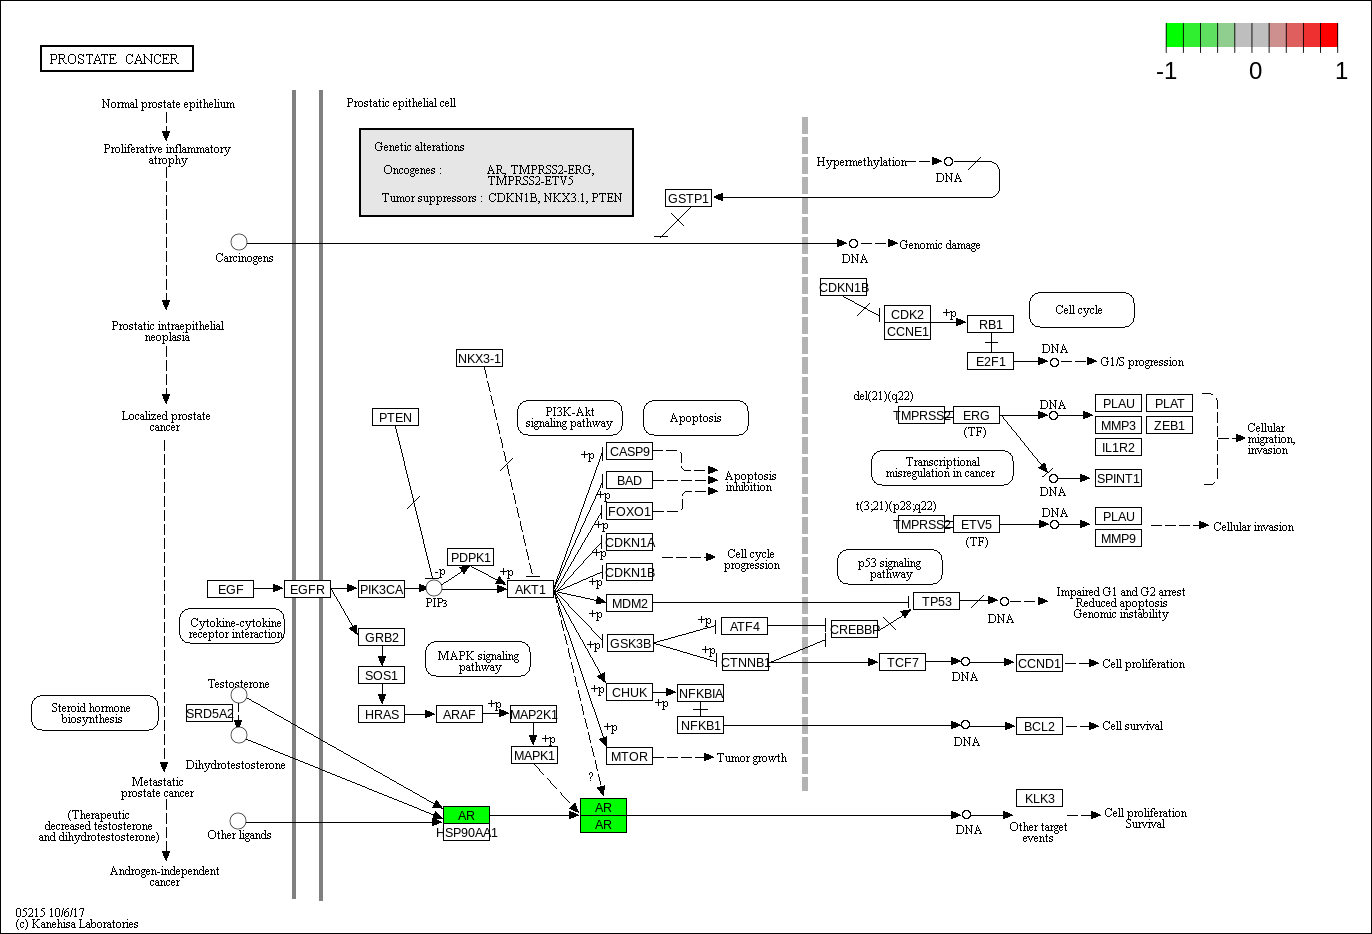 PROSTATE CANCER
-1 0 1
Normal prostate epithelium
Proliferative inflammatory
atrophy
Prostatic intraepithelial
neoplasia
Localized prostate
cancer
Metastatic
prostate cancer
(Therapeutic
decreased testosterone
and dihydrotestosterone)
Androgen-independent
cancer
Prostatic epithelial cell
Genetic alterations
Oncogenes : AR, TMPRSS2-ERG,
TMPRSS2-ETV5
Tumor suppressors : CDKN1B, NKX3.1, PTEN
Hypermethylation
DNA
GSTP1
Carcinogens
DNA
Genomic damage
CDKN1B
CDK2
CCNE1
+p
RB1
E2F1
Cell cycle
DNA
G1/S progression
NKX3-1
PTEN
PI3K-Akt
signaling pathway
Apoptosis
del(21)(q22)
TMPRSS2
ERG
(TF)
DNA
PLAU
PLAT
MMP3
ZEB1
IL1R2
SPINT1
DNA
Cellular
migration,
invasion
Transcriptional
misregulation in cancer
t(3;21)(p28;q22)
TMPRSS2
ETV5
(TF)
DNA
PLAU
MMP9
Cellular invasion
+p
CASP9
BAD
+p
FOXO1
+p
CDKN1A
+p
CDKN1B
+p
MDM2
+p
GSK3B
+p
CHUK
+p
MTOR
+p
Apoptosis
inhibition
Cell cycle
progression
p53 signaling
pathway
EGF
EGFR
PIK3CA
PIP3
-p
PDPK1
+p
AKT1
TP53
DNA
Impaired G1 and G2 arrest
Reduced apoptosis
Genomic instability
Cytokine-cytokine
receptor interaction
GRB2
SOS1
HRAS
ARAF
+p
MAP2K1
+p
MAPK1
MAPK signaling
pathway
+p
ATF4
+p
CTNNB1
CREBBP
TCF7
DNA
CCND1
Cell proliferation
+p
NFKBIA
NFKB1
DNA
BCL2
Cell survival
Tumor growth
?
Steroid hormone
biosynthesis
Testosterone
SRD5A2
Dihydrotestosterone
Other ligands
AR
HSP90AA1
AR
AR
DNA
KLK3
Other target
events
Cell proliferation
Survival
05215 10/6/17
(c) Kanehisa Laboratories